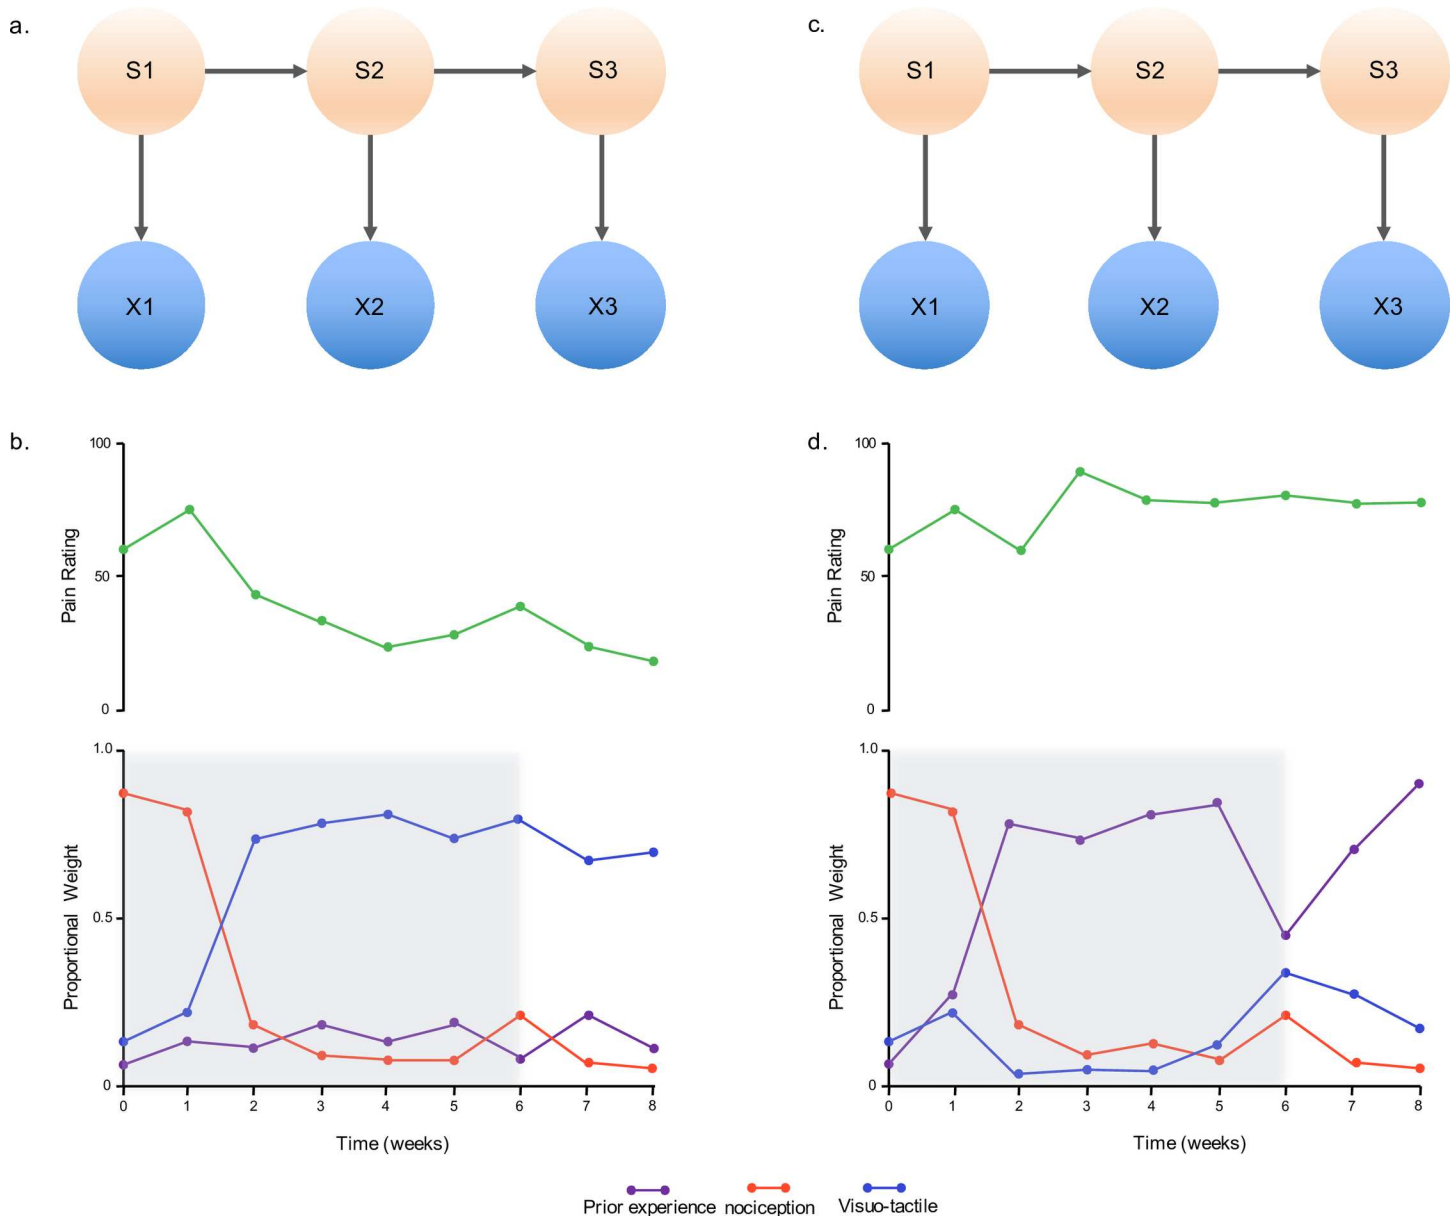 a.
S1
S2
S3
X1
X2
X3
c.
S1
S2
S3
X1
X2
X3
b.
100
50
0
Pain Rating
1.0
0.5
0
Proportional Weight
0 1 2 3 4 5 6 7 8
Time (weeks)
d.
100
50
0
Pain Rating
1.0
0.5
0
Proportional Weight
0 1 2 3 4 5 6 7 8
Time (weeks)
Prior experience nociception Visuo-tactile